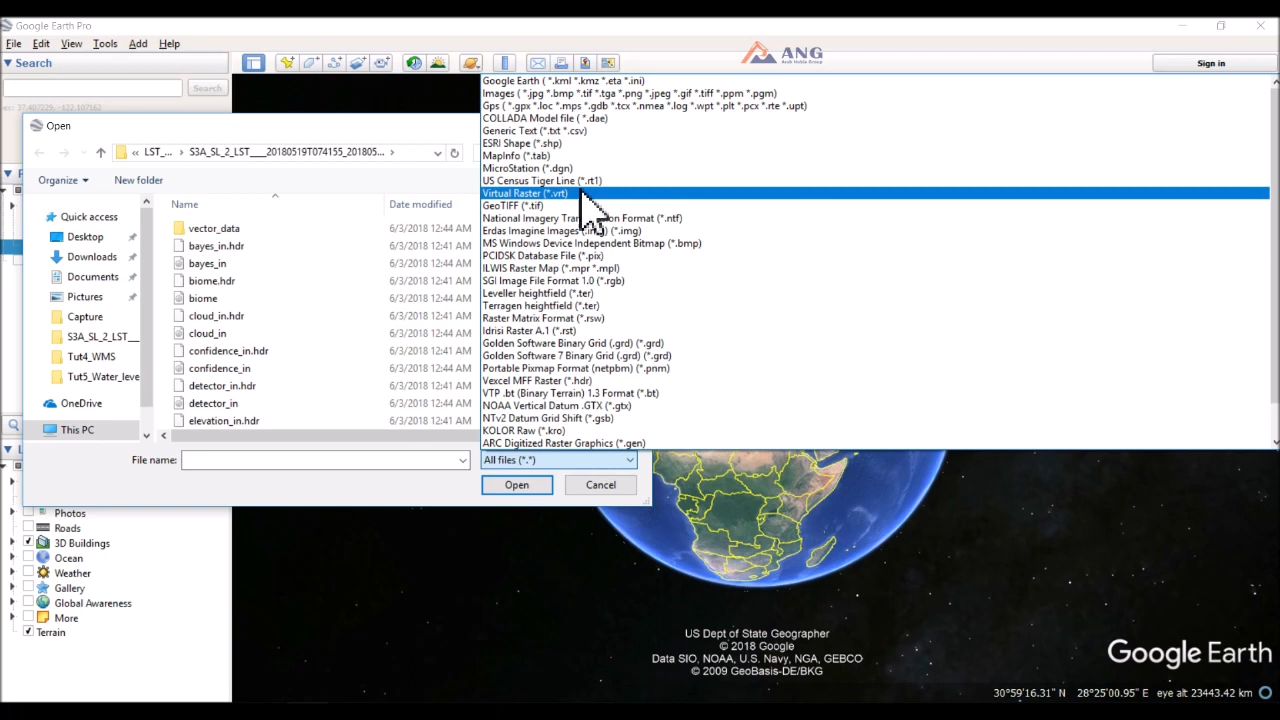 Google Earth Pro
File Edit View Tools Add Help
ANG
Arab Noble Group
Search
Sign in
Search
37.407229, -122.107162
Open
« LST_... > S3A_SL_2_LST____20180519T074155_201805... >
Organize New folder
Name Date modified
Quick access
Desktop
Downloads
Documents
Pictures
Capture
S3A_SL_2_LST__
Tut4_WMS
Tut5_Water_leve
OneDrive
This PC
vector_data 6/3/2018 12:44 AM
bayes_in.hdr 6/3/2018 12:41 AM
bayes_in 6/3/2018 12:44 AM
biome.hdr 6/3/2018 12:41 AM
biome 6/3/2018 12:44 AM
cloud_in.hdr 6/3/2018 12:41 AM
cloud_in 6/3/2018 12:44 AM
confidence_in.hdr 6/3/2018 12:41 AM
confidence_in 6/3/2018 12:44 AM
detector_in.hdr 6/3/2018 12:41 AM
detector_in 6/3/2018 12:44 AM
elevation_in.hdr 6/3/2018 12:41 AM
Google Earth ( *.kml *.kmz *.eta *.ini)
Images ( *.jpg *.bmp *.tif *.tga *.png *.jpeg *.gif *.tiff *.ppm *.pgm)
Gps ( *.gpx *.loc *.mps *.gdb *.tcx *.nmea *.log *.wpt *.plt *.pcx *.rte *.upt)
COLLADA Model file ( *.dae)
Generic Text (*.txt *.csv)
ESRI Shape (*.shp)
MapInfo (*.tab)
MicroStation (*.dgn)
US Census Tiger Line (*.rt1)
Virtual Raster (*.vrt)
GeoTIFF (*.tif)
National Imagery Format (*.ntf)
Erdas Imagine Images (*.img)
MS Windows Device Independent Bitmap (*.bmp)
PCIDSK Database File (*.pix)
ILWIS Raster Map (*.mpr *.mpl)
SGI Image File Format 1.0 (*.rgb)
Leveller heightfield (*.ter)
Terragen heightfield (*.ter)
Raster Matrix Format (*.rsw)
Idrisi Raster A.1 (*.rst)
Golden Software Binary Grid (.grd) (*.grd)
Golden Software 7 Binary Grid (.grd) (*.grd)
Portable Pixmap Format (netpbm) (*.pnm)
Vexcel MFF Raster (*.hdr)
VTP .bt (Binary Terrain) 1.3 Format (*.bt)
NOAA Vertical Datum .GTX (*.gtx)
NTv2 Datum Grid Shift (*.gsb)
KOLOR Raw (*.kro)
ARC Digitized Raster Graphics (*.gen)
File name: All files (*.*)
Open Cancel
Photos
Roads
3D Buildings
Ocean
Weather
Gallery
Global Awareness
More
Terrain
US Dept of State Geographer
© 2018 Google
Data SIO, NOAA, U.S. Navy, NGA, GEBCO
© 2009 GeoBasis-DE/BKG
Google Earth
30°59'16.31" N 28°25'00.95" E eye alt 23443.42 km